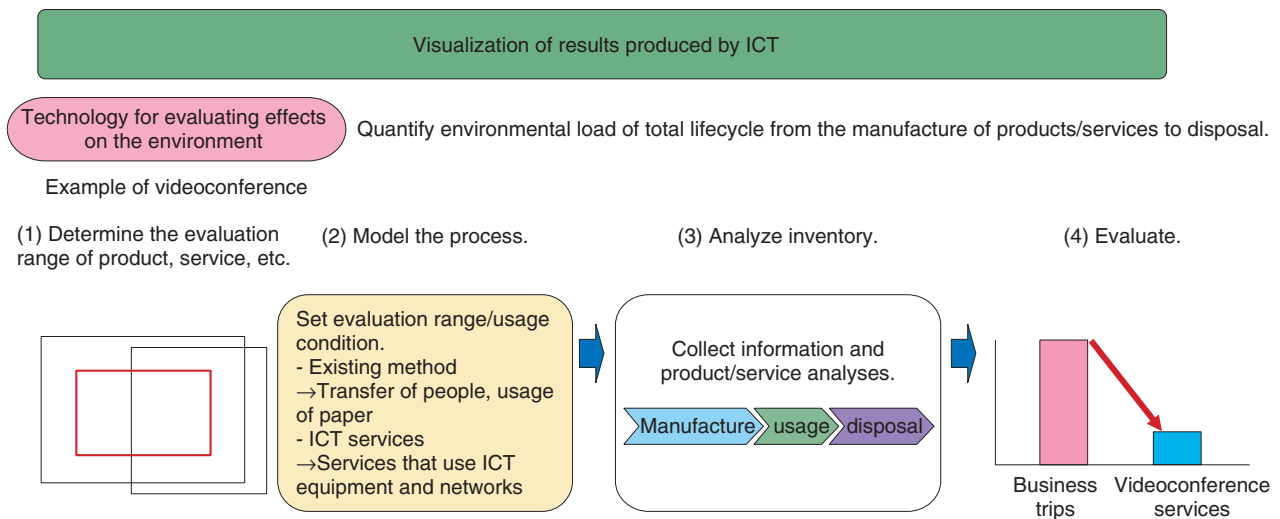 Visualization of results produced by ICT
Technology for evaluating effects
on the environment
Quantify environmental load of total lifecycle from the manufacture of products/services to disposal.
Example of videoconference
(1) Determine the evaluation
range of product, service, etc.
(2) Model the process.
(3) Analyze inventory.
(4) Evaluate.
Set evaluation range/usage
condition.
- Existing method
→Transfer of people, usage
of paper
- ICT services
→Services that use ICT
equipment and networks
Collect information and
product/service analyses.
Manufacture
usage
disposal
Business
trips
Videoconference
services